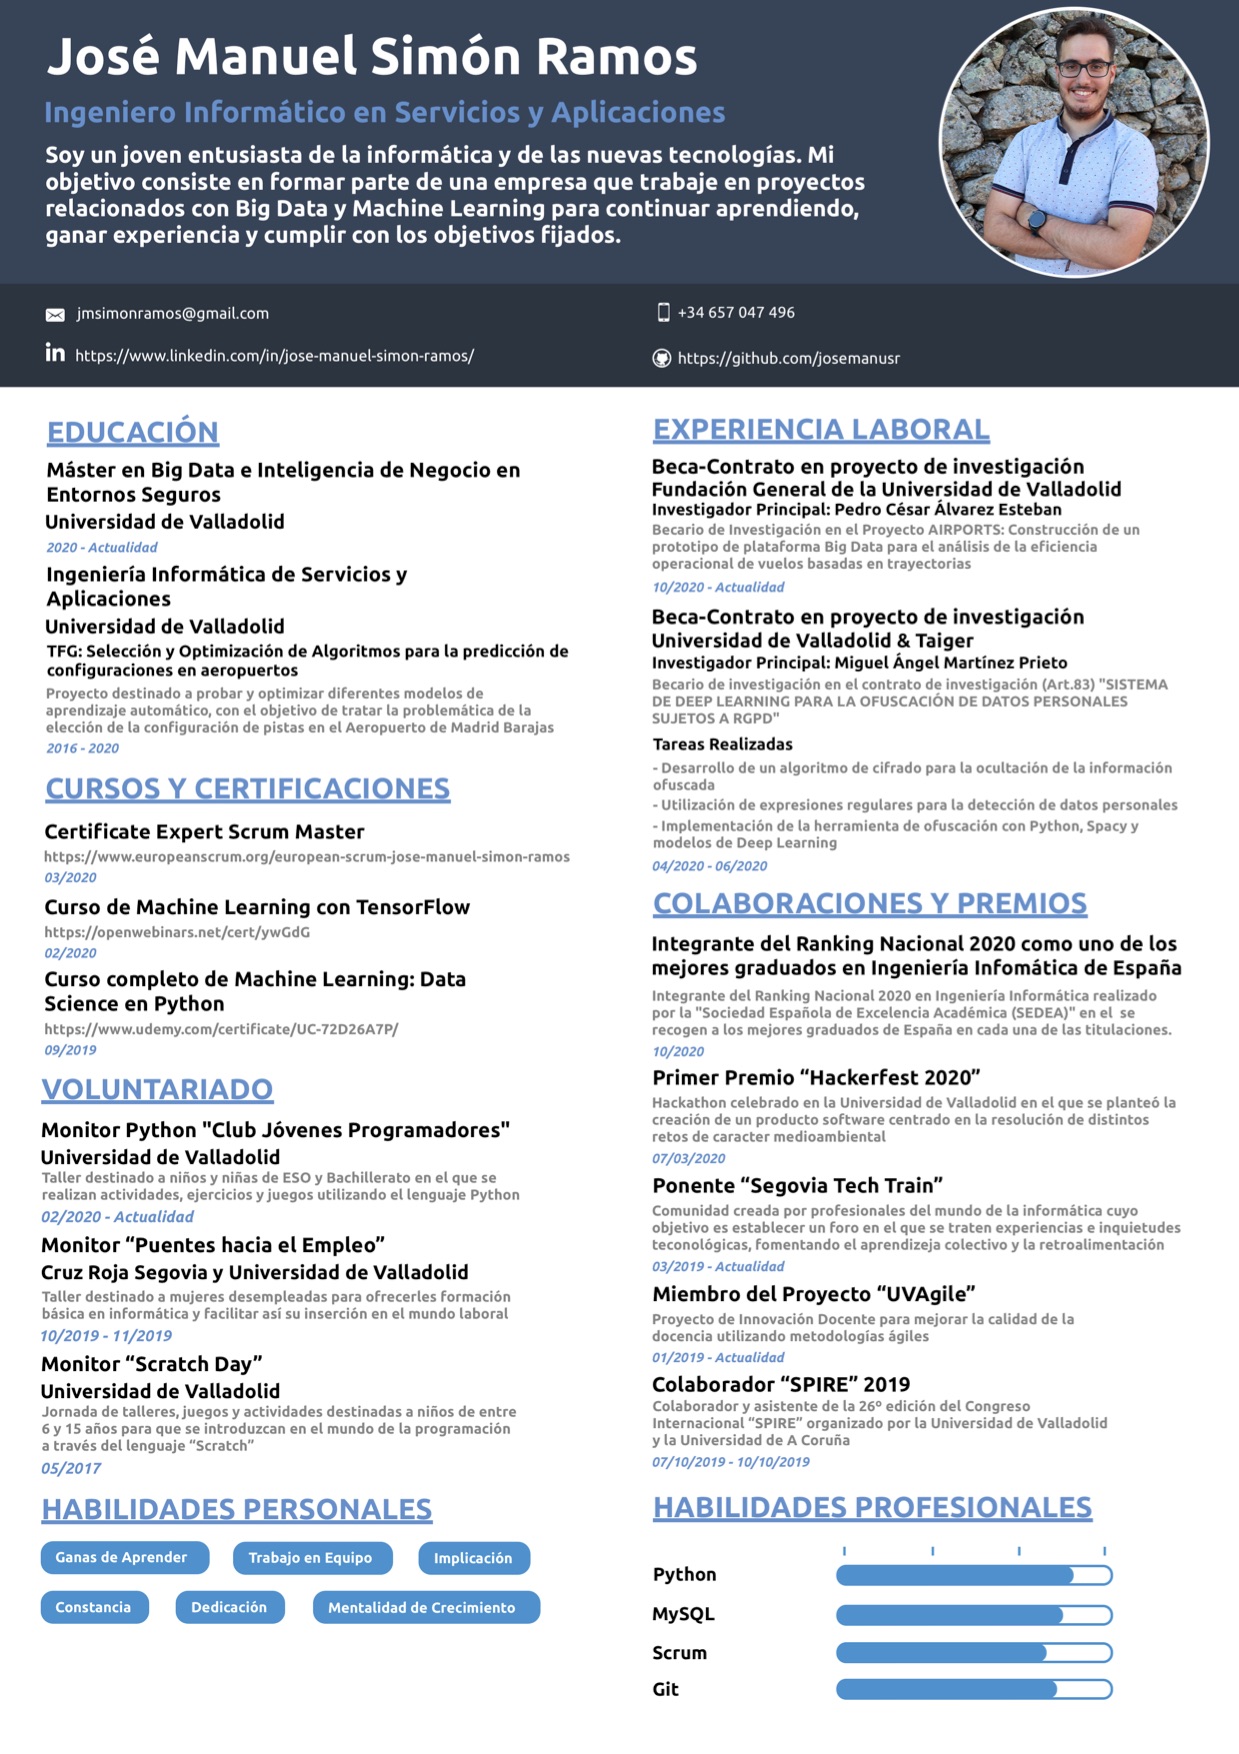 José Manuel Simón Ramos
Ingeniero Informático en Servicios y Aplicaciones
Soy un joven entusiasta de la informática y de las nuevas tecnologías. Mi
objetivo consiste en formar parte de una empresa que trabaje en proyectos
relacionados con Big Data y Machine Learning para continuar aprendiendo,
ganar experiencia y cumplir con los objetivos fijados.
jmsimonramos@gmail.com
+34 657 047 496
https://www.linkedin.com/in/jose-manuel-simon-ramos/
https://github.com/josemanusr
EDUCACIÓN
Máster en Big Data e Inteligencia de Negocio en
Entornos Seguros
Universidad de Valladolid
2020 - Actualidad
Ingeniería Informática de Servicios y
Aplicaciones
Universidad de Valladolid
TFG: Selección y Optimización de Algoritmos para la predicción de
configuraciones en aeropuertos
Proyecto destinado a probar y optimizar diferentes modelos de
aprendizaje automático, con el objetivo de tratar la problemática de la
elección de la configuración de pistas en el Aeropuerto de Madrid Barajas
2016 - 2020
CURSOS Y CERTIFICACIONES
Certificate Expert Scrum Master
https://www.europeanscrum.org/european-scrum-jose-manuel-simon-ramos
03/2020
Curso de Machine Learning con TensorFlow
https://openwebinars.net/cert/ywGdG
02/2020
Curso completo de Machine Learning: Data
Science en Python
https://www.udemy.com/certificate/UC-72D26A7P/
09/2019
VOLUNTARIADO
Monitor Python "Club Jóvenes Programadores"
Universidad de Valladolid
Taller destinado a niños y niñas de ESO y Bachillerato en el que se
realizan actividades, ejercicios y juegos utilizando el lenguaje Python
02/2020 - Actualidad
Monitor “Puentes hacia el Empleo”
Cruz Roja Segovia y Universidad de Valladolid
Taller destinado a mujeres desempleadas para ofrecerles formación
básica en informática y facilitar así su inserción en el mundo laboral
10/2019 - 11/2019
Monitor “Scratch Day”
Universidad de Valladolid
Jornada de talleres, juegos y actividades destinadas a niños de entre
6 y 15 años para que se introduzcan en el mundo de la programación
a través del lenguaje “Scratch”
05/2017
HABILIDADES PERSONALES
Ganas de Aprender
Trabajo en Equipo
Implicación
Constancia
Dedicación
Mentalidad de Crecimiento
EXPERIENCIA LABORAL
Beca-Contrato en proyecto de investigación
Fundación General de la Universidad de Valladolid
Investigador Principal: Pedro César Álvarez Esteban
Becario de Investigación en el Proyecto AIRPORTS: Construcción de un
prototipo de plataforma Big Data para el análisis de la eficiencia
operacional de vuelos basadas en trayectorias
10/2020 - Actualidad
Beca-Contrato en proyecto de investigación
Universidad de Valladolid & Taiger
Investigador Principal: Miguel Ángel Martínez Prieto
Becario de investigación en el contrato de investigación (Art.83) "SISTEMA
DE DEEP LEARNING PARA LA OFUSCACIÓN DE DATOS PERSONALES
SUJETOS A RGPD"
Tareas Realizadas
- Desarrollo de un algoritmo de cifrado para la ocultación de la información
ofuscada
- Utilización de expresiones regulares para la detección de datos personales
- Implementación de la herramienta de ofuscación con Python, Spacy y
modelos de Deep Learning
04/2020 - 06/2020
COLABORACIONES Y PREMIOS
Integrante del Ranking Nacional 2020 como uno de los
mejores graduados en Ingeniería Infomática de España
Integrante del Ranking Nacional 2020 en Ingeniería Informática realizado
por la "Sociedad Española de Excelencia Académica (SEDEA)" en el  se
recogen a los mejores graduados de España en cada una de las titulaciones.
10/2020
Primer Premio “Hackerfest 2020”
Hackathon celebrado en la Universidad de Valladolid en el que se planteó la
creación de un producto software centrado en la resolución de distintos
retos de caracter medioambiental
07/03/2020
Ponente “Segovia Tech Train”
Comunidad creada por profesionales del mundo de la informática cuyo
objetivo es establecer un foro en el que se traten experiencias e inquietudes
teconológicas, fomentando el aprendizeja colectivo y la retroalimentación
03/2019 - Actualidad
Miembro del Proyecto “UVAgile”
Proyecto de Innovación Docente para mejorar la calidad de la
docencia utilizando metodologías ágiles
01/2019 - Actualidad
Colaborador “SPIRE” 2019
Colaborador y asistente de la 26º edición del Congreso
Internacional “SPIRE” organizado por la Universidad de Valladolid
y la Universidad de A Coruña
07/10/2019 - 10/10/2019
HABILIDADES PROFESIONALES
Python
MySQL
Scrum
Git